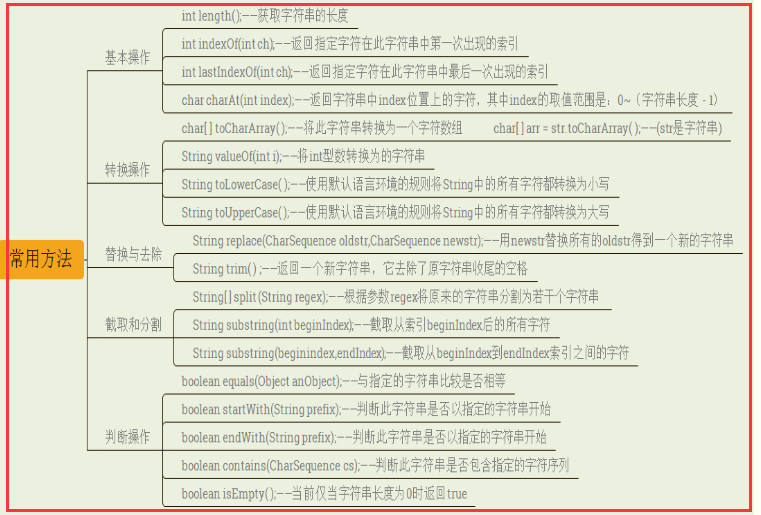 常用方法
基本操作
int length();——获取字符串的长度
int indexOf(int ch);——返回指定字符在此字符串中第一次出现的索引
int lastIndexOf(int ch);——返回指定字符在此字符串中最后一次出现的索引
char charAt(int index);——返回字符串中index位置上的字符，其中index的取值范围是：0~（字符串长度 - 1）
转换操作
char[ ] toCharArray( );——将此字符串转换为一个字符数组 char[ ] arr = str.toCharArray( );——(str是字符串)
String valueOf(int i);——将int型数转换为的字符串
String toLowerCase( );——使用默认语言环境的规则将String中的所有字符都转换为小写
String toUpperCase( );——使用默认语言环境的规则将String中的所有字符都转换为大写
替换与去除
String replace(CharSequence oldstr,CharSequence newstr);——用newstr替换所有的oldstr得到一个新的字符串
String trim( ) ;——返回一个新字符串，它去除了原字符串收尾的空格
截取和分割
String[ ] split (String regex);——根据参数regex将原来的字符串分割为若干个字符串
String substring(int beginIndex);——截取从索引beginIndex后的所有字符
String substring(beginindex,endIndex);——截取从beginIndex到endIndex索引之间的字符
判断操作
boolean equals(Object anObject);——与指定的字符串比较是否相等
boolean startWith(String prefix);——判断此字符串是否以指定的字符串开始
boolean endWith(String prefix);——判断此字符串是否以指定的字符串开始
boolean contains(CharSequence cs);——判断此字符串是否包含指定的字符序列
boolean isEmpty( );——当前仅当字符串长度为0时返回true